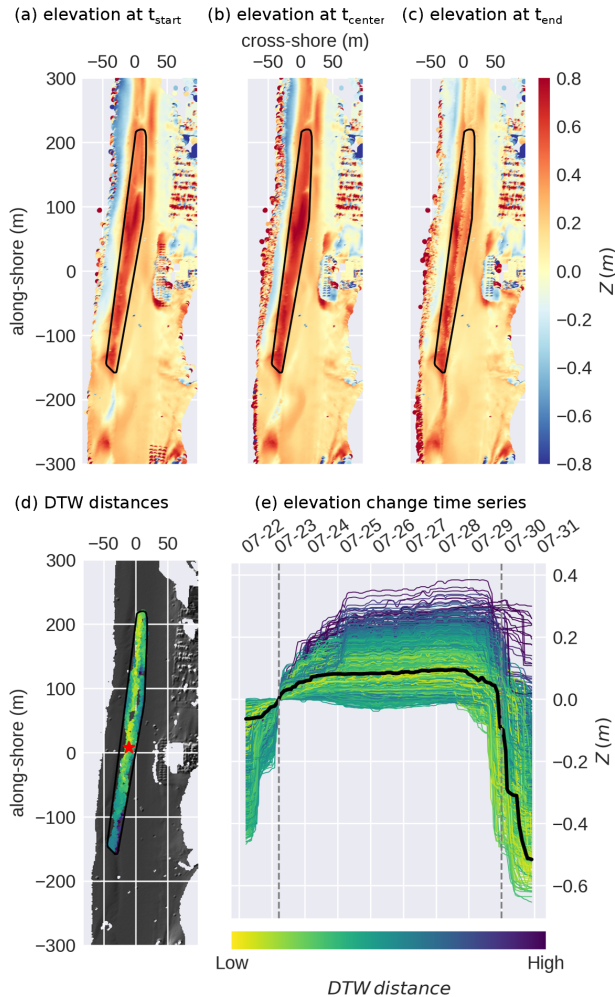 (a) elevation at tstart (b) elevation at tcenter (c) elevation at tend
cross-shore (m)
−50 0 50 −50 0 50 −50 0 50
300
200
100
0
−100
−200
−300
along-shore (m)
0.8
0.6
0.4
0.2
0.0
−0.2
−0.4
−0.6
−0.8
Z (m)
(d) DTW distances (e) elevation change time series
−50 0 50
07-22 07-23 07-24 07-25 07-26 07-27 07-28 07-29 07-30 07-31
300
200
100
0
−100
−200
−300
along-shore (m)
0.4
0.2
0.0
−0.2
−0.4
−0.6
Z (m)
Low High
DTW distance